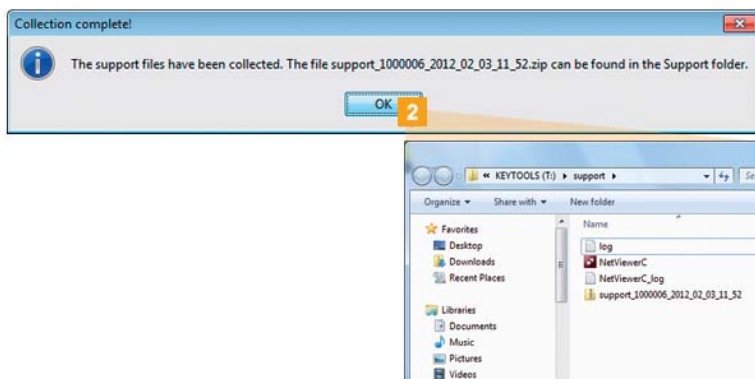 Collection complete!
The support files have been collected. The file support_1000006_2012_02_03_11_52.zip can be found in the Support folder.
OK
2
« KEYTOOLS (T:) ▸ support ▸
Se
Organize ▾ Share with ▾ New folder
Favorites
Desktop
Downloads
Recent Places
Libraries
Documents
Music
Pictures
Videos
Name
log
NetViewerC
NetViewerC_log
support_1000006_2012_02_03_11_52